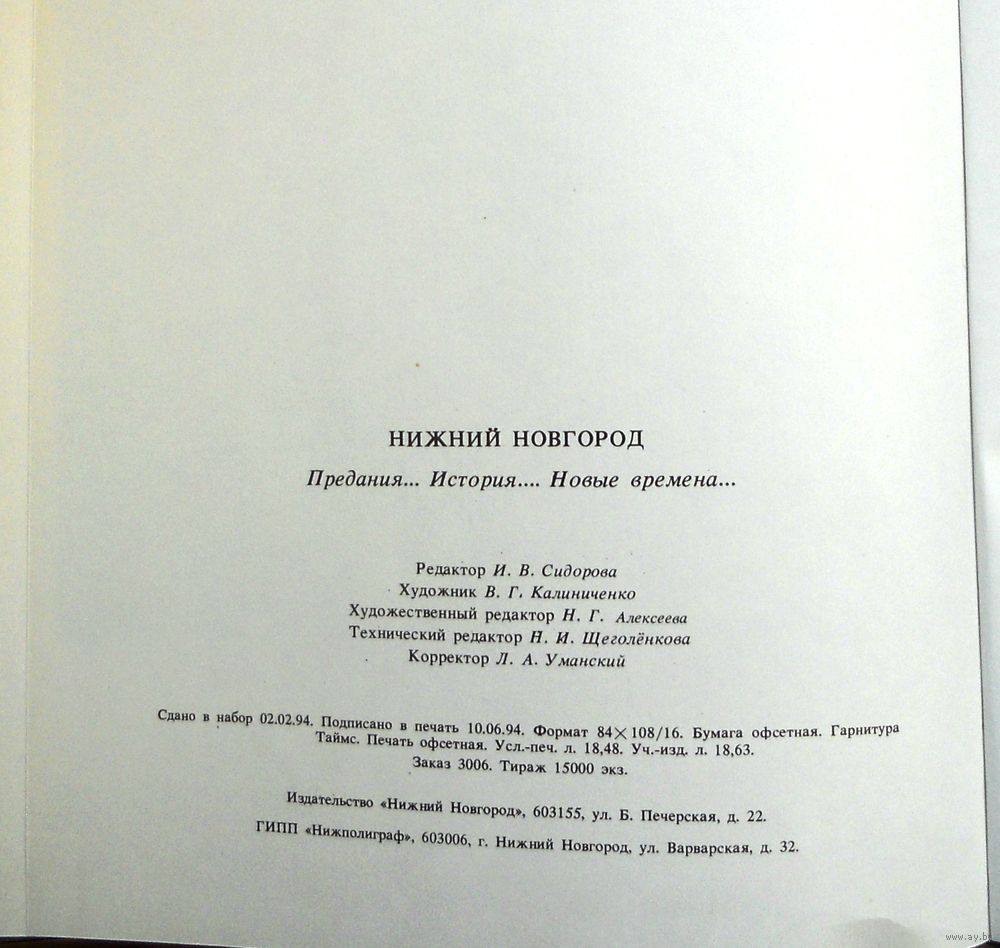 НИЖНИЙ НОВГОРОД
Предания... История.... Новые времена...
Редактор И. В. Сидорова
Художник В. Г. Калиниченко
Художественный редактор Н. Г. Алексеева
Технический редактор Н. И. Щеголёнкова
Корректор Л. А. Уманский
Сдано в набор 02.02.94. Подписано в печать 10.06.94. Формат 84×108/16. Бумага офсетная. Гарнитура
Таймс. Печать офсетная. Усл.-печ. л. 18,48. Уч.-изд. л. 18,63.
Заказ 3006. Тираж 15000 экз.
Издательство «Нижний Новгород», 603155, ул. Б. Печерская, д. 22.
ГИПП «Нижполиграф», 603006, г. Нижний Новгород, ул. Варварская, д. 32.
www.ay.by